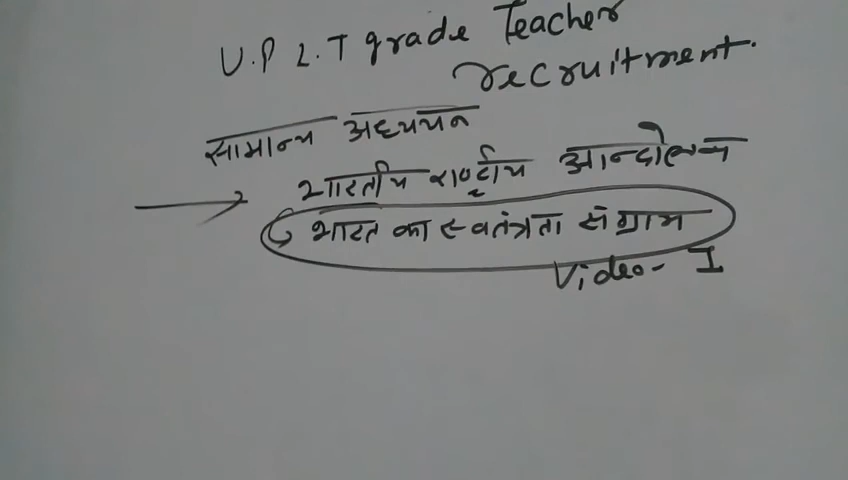 U.P L.T grade Teacher
recruitment.
सामान्य अध्ययन
भारतीय राष्ट्रीय आन्दोलन
भारत का स्वतंत्रता संग्राम
Video- I